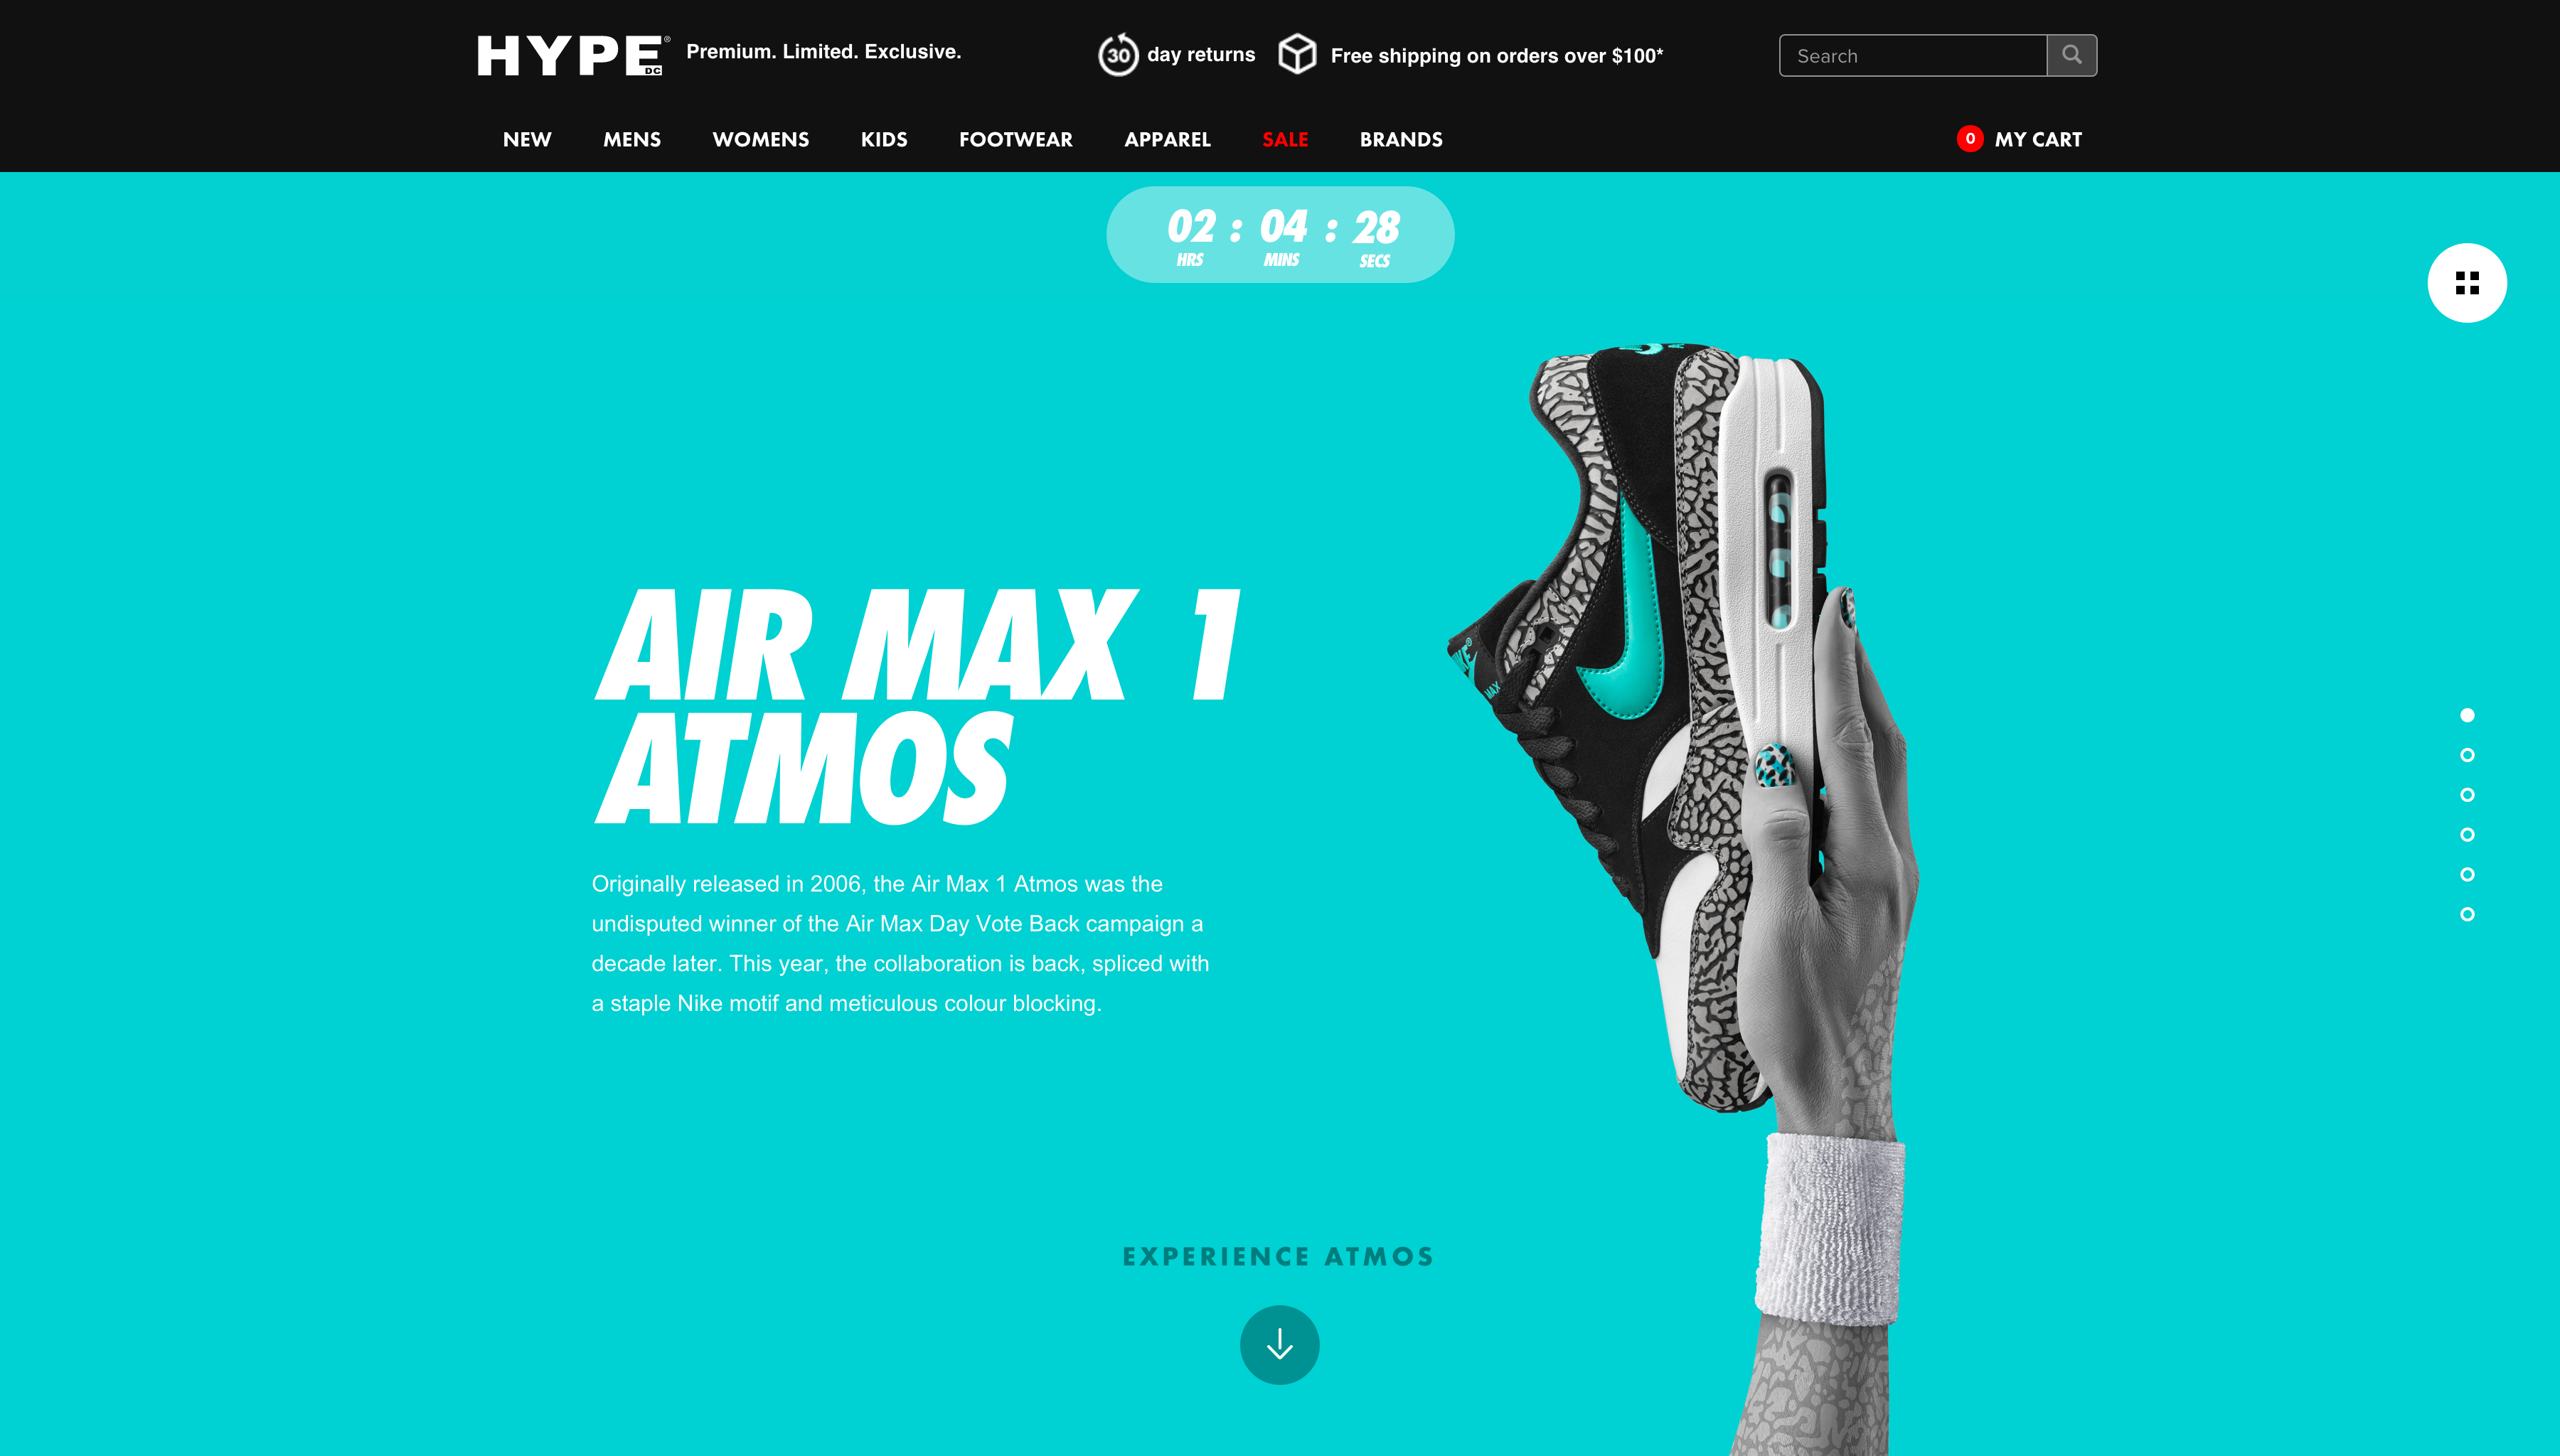 HYPE DC® Premium. Limited. Exclusive.
30 day returns
Free shipping on orders over $100*
Search
NEW MENS WOMENS KIDS FOOTWEAR APPAREL SALE BRANDS
0 MY CART
02 : 04 : 28
HRS MINS SECS
AIR MAX 1
ATMOS
Originally released in 2006, the Air Max 1 Atmos was the
undisputed winner of the Air Max Day Vote Back campaign a
decade later. This year, the collaboration is back, spliced with
a staple Nike motif and meticulous colour blocking.
NIKE®
MAX
EXPERIENCE ATMOS